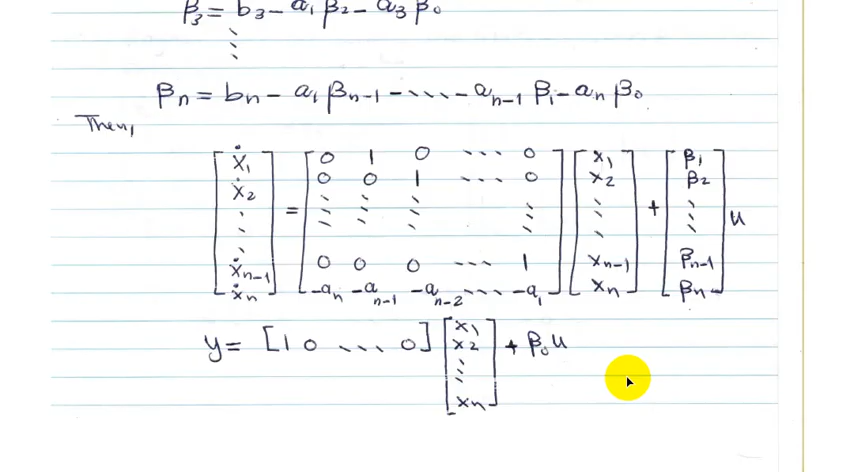 β₃ = b₃ - a₁ β₂ - a₃ β₀
⋮
βₙ = bₙ - a₁ βₙ₋₁ - ⋯ - aₙ₋₁ β₁ - aₙ β₀
Then,
[ẋ₁ ẋ₂ ⋮ ẋₙ₋₁ ẋₙ] = [0 1 0 ⋯ 0; 0 0 1 ⋯ 0; ⋮ ⋮ ⋮ ⋮; 0 0 0 ⋯ 1; -aₙ -aₙ₋₁ -aₙ₋₂ ⋯ -a₁] [x₁ x₂ ⋮ xₙ₋₁ xₙ] + [β₁ β₂ ⋮ βₙ₋₁ βₙ] u
y = [1 0 ⋯ 0] [x₁ x₂ ⋮ xₙ] + β₀u